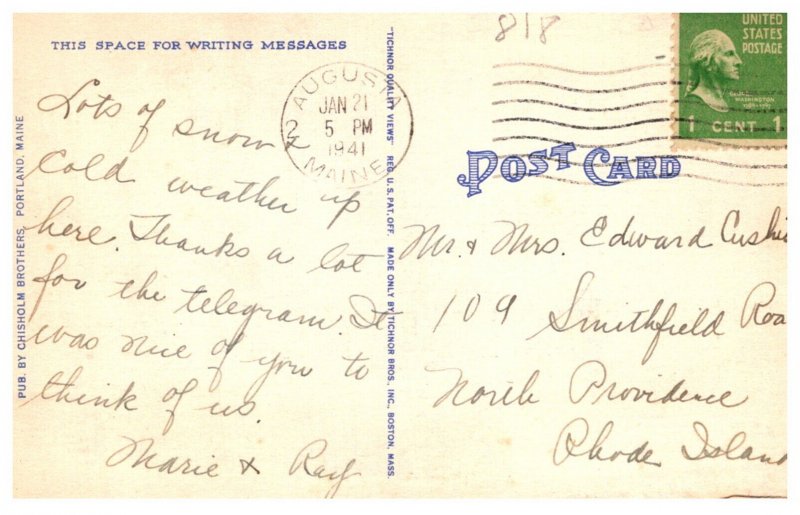 THIS SPACE FOR WRITING MESSAGES
Lots of snow &
cold weather up
here. Thanks a lot
for the telegram. It
was nice of you to
think of us.
Marie & Ray
PUB. BY CHISHOLM BROTHERS, PORTLAND, MAINE
"TICHNOR QUALITY VIEWS" REG. U.S. PAT. OFF. MADE ONLY BY TICHNOR BROS., INC., BOSTON, MASS.
AUGUSTA
JAN 21
5 PM
1941
MAINE
2
818
UNITED
STATES
POSTAGE
WASHINGTON
1 CENT 1
POST CARD
Mr. & Mrs. Edward
109
Smithfield Roa
North Providence
Rhode Island